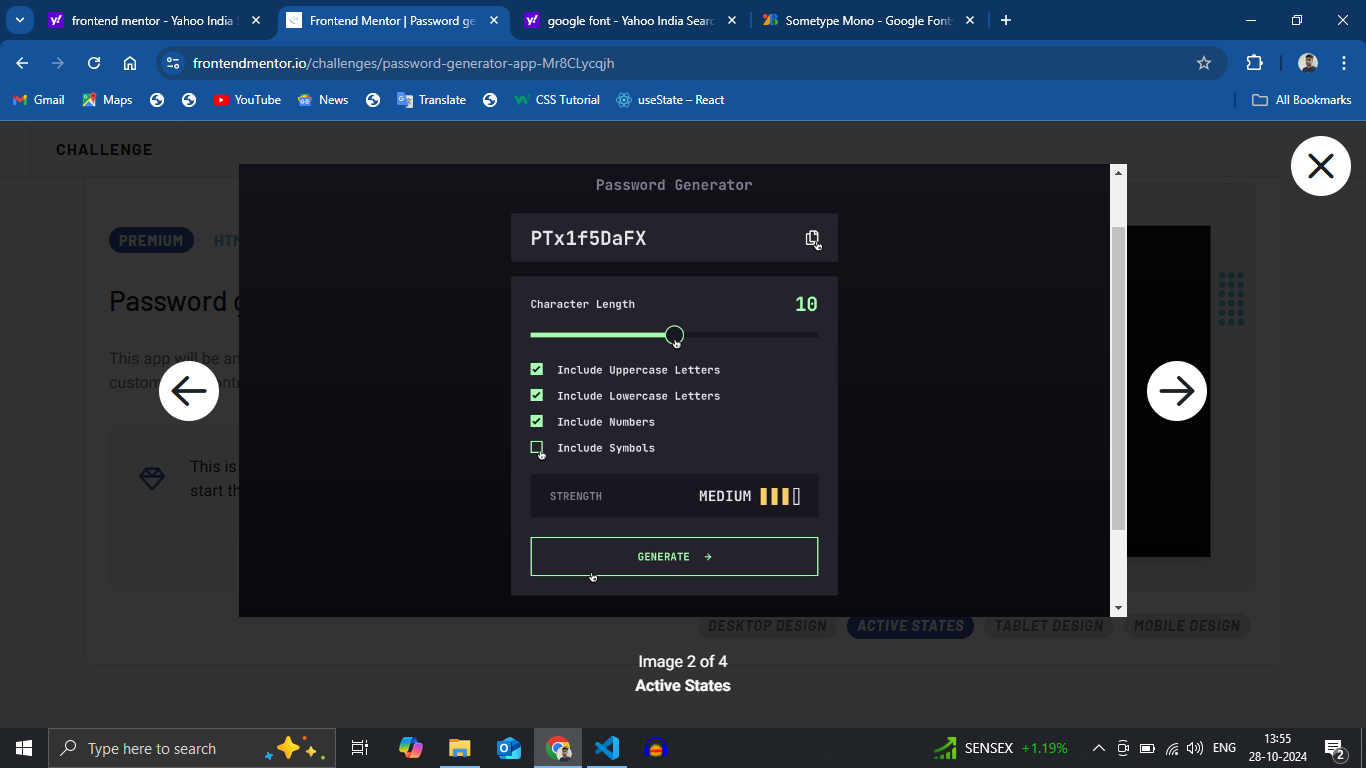 frontend mentor - Yahoo India
Frontend Mentor | Password ge
google font - Yahoo India Searc
Sometype Mono - Google Font
frontendmentor.io/challenges/password-generator-app-Mr8CLycqjh
Gmail
Maps
YouTube
News
Translate
CSS Tutorial
useState – React
All Bookmarks
CHALLENGE
PREMIUM
HTM
Password g
This app will be an
custom
This is
start th
Password Generator
PTx1f5DaFX
Character Length
10
Include Uppercase Letters
Include Lowercase Letters
Include Numbers
Include Symbols
STRENGTH
MEDIUM
GENERATE →
DESKTOP DESIGN
ACTIVE STATES
TABLET DESIGN
MOBILE DESIGN
Image 2 of 4
Active States
Type here to search
SENSEX +1.19%
ENG
13:55
28-10-2024
2